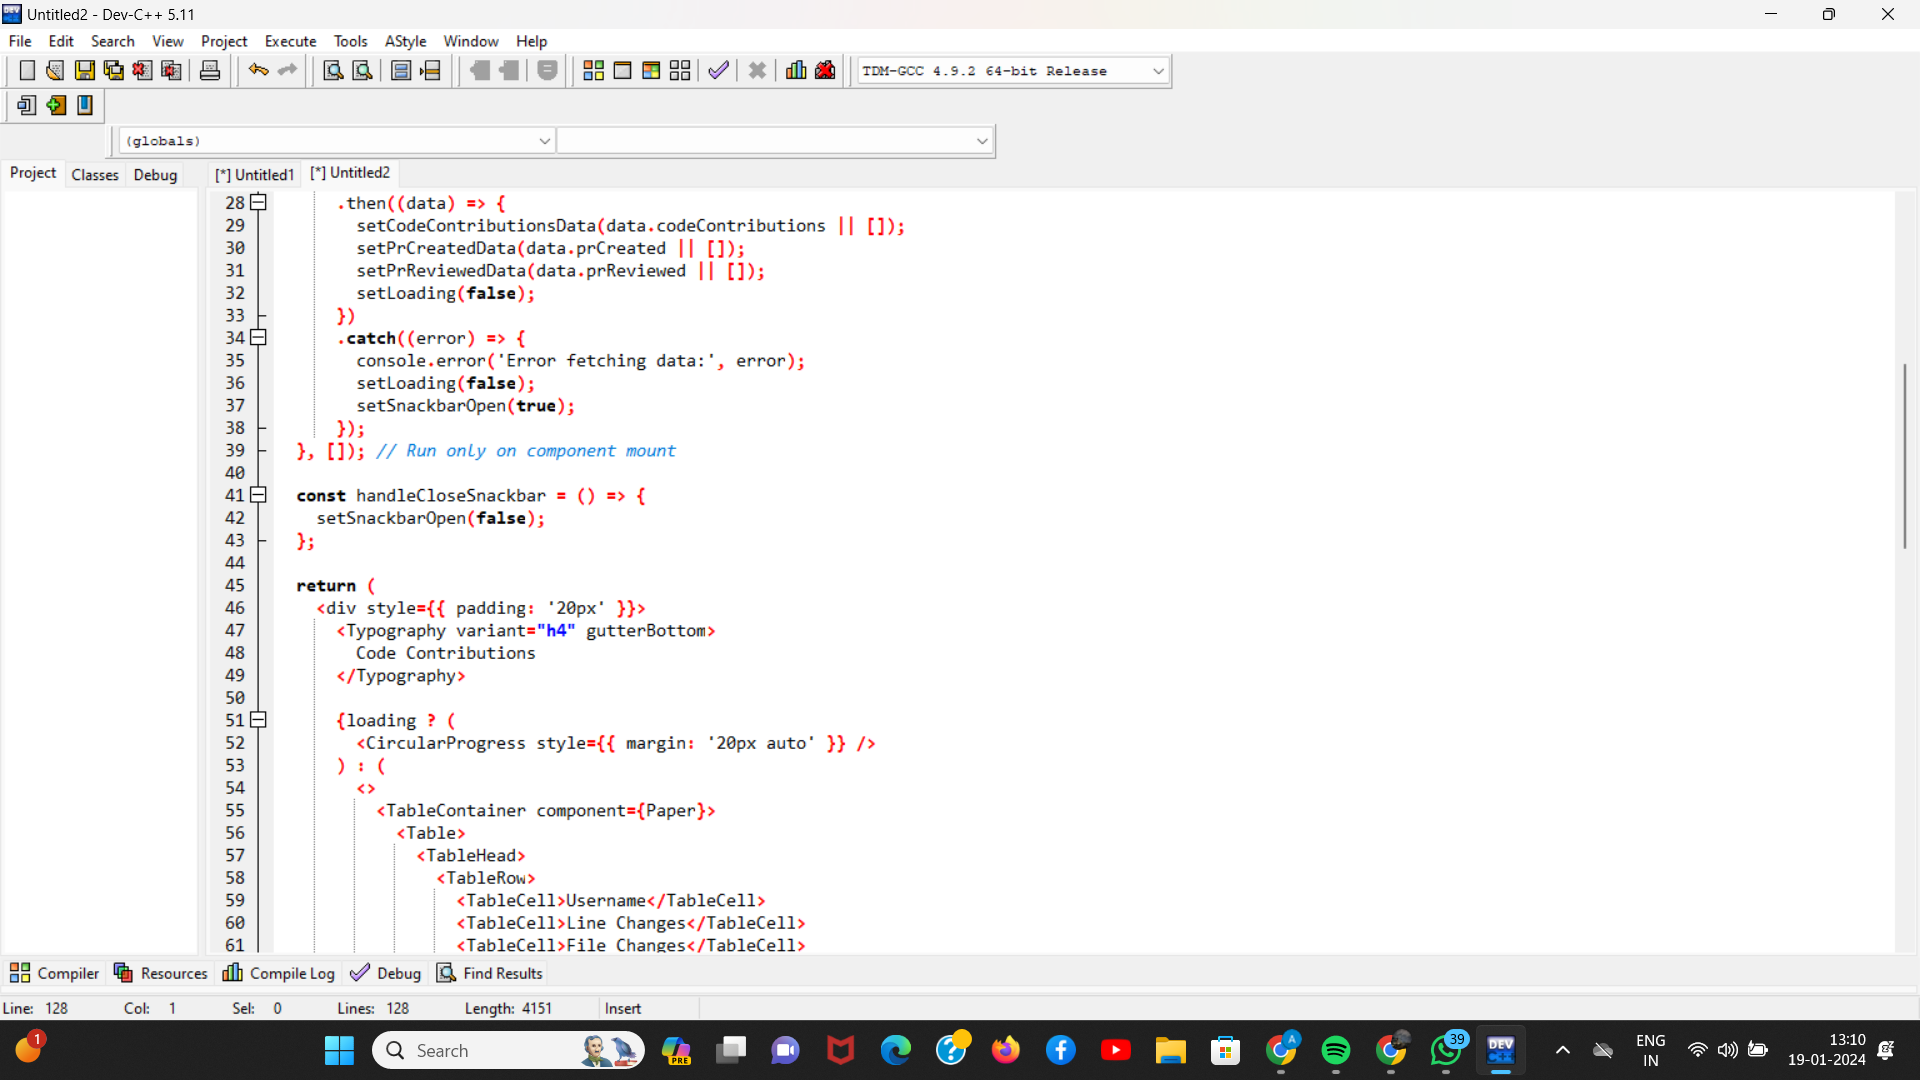 Untitled2 - Dev-C++ 5.11
File Edit Search View Project Execute Tools AStyle Window Help
TDM-GCC 4.9.2 64-bit Release
(globals)
Project Classes Debug [*] Untitled1 [*] Untitled2
28 .then((data) => {
29 setCodeContributionsData(data.codeContributions || []);
30 setPrCreatedData(data.prCreated || []);
31 setPrReviewedData(data.prReviewed || []);
32 setLoading(false);
33 })
34 .catch((error) => {
35 console.error('Error fetching data:', error);
36 setLoading(false);
37 setSnackbarOpen(true);
38 });
39 }, []); // Run only on component mount
40
41 const handleCloseSnackbar = () => {
42 setSnackbarOpen(false);
43 };
44
45 return (
46 <div style={{ padding: '20px' }}>
47 <Typography variant="h4" gutterBottom>
48 Code Contributions
49 </Typography>
50
51 {loading ? (
52 <CircularProgress style={{ margin: '20px auto' }} />
53 ) : (
54 <>
55 <TableContainer component={Paper}>
56 <Table>
57 <TableHead>
58 <TableRow>
59 <TableCell>Username</TableCell>
60 <TableCell>Line Changes</TableCell>
61 <TableCell>File Changes</TableCell>
Compiler Resources Compile Log Debug Find Results
Line: 128 Col: 1 Sel: 0 Lines: 128 Length: 4151 Insert
1 Search PRE A 39 DEV C++ ENG IN 13:10 19-01-2024